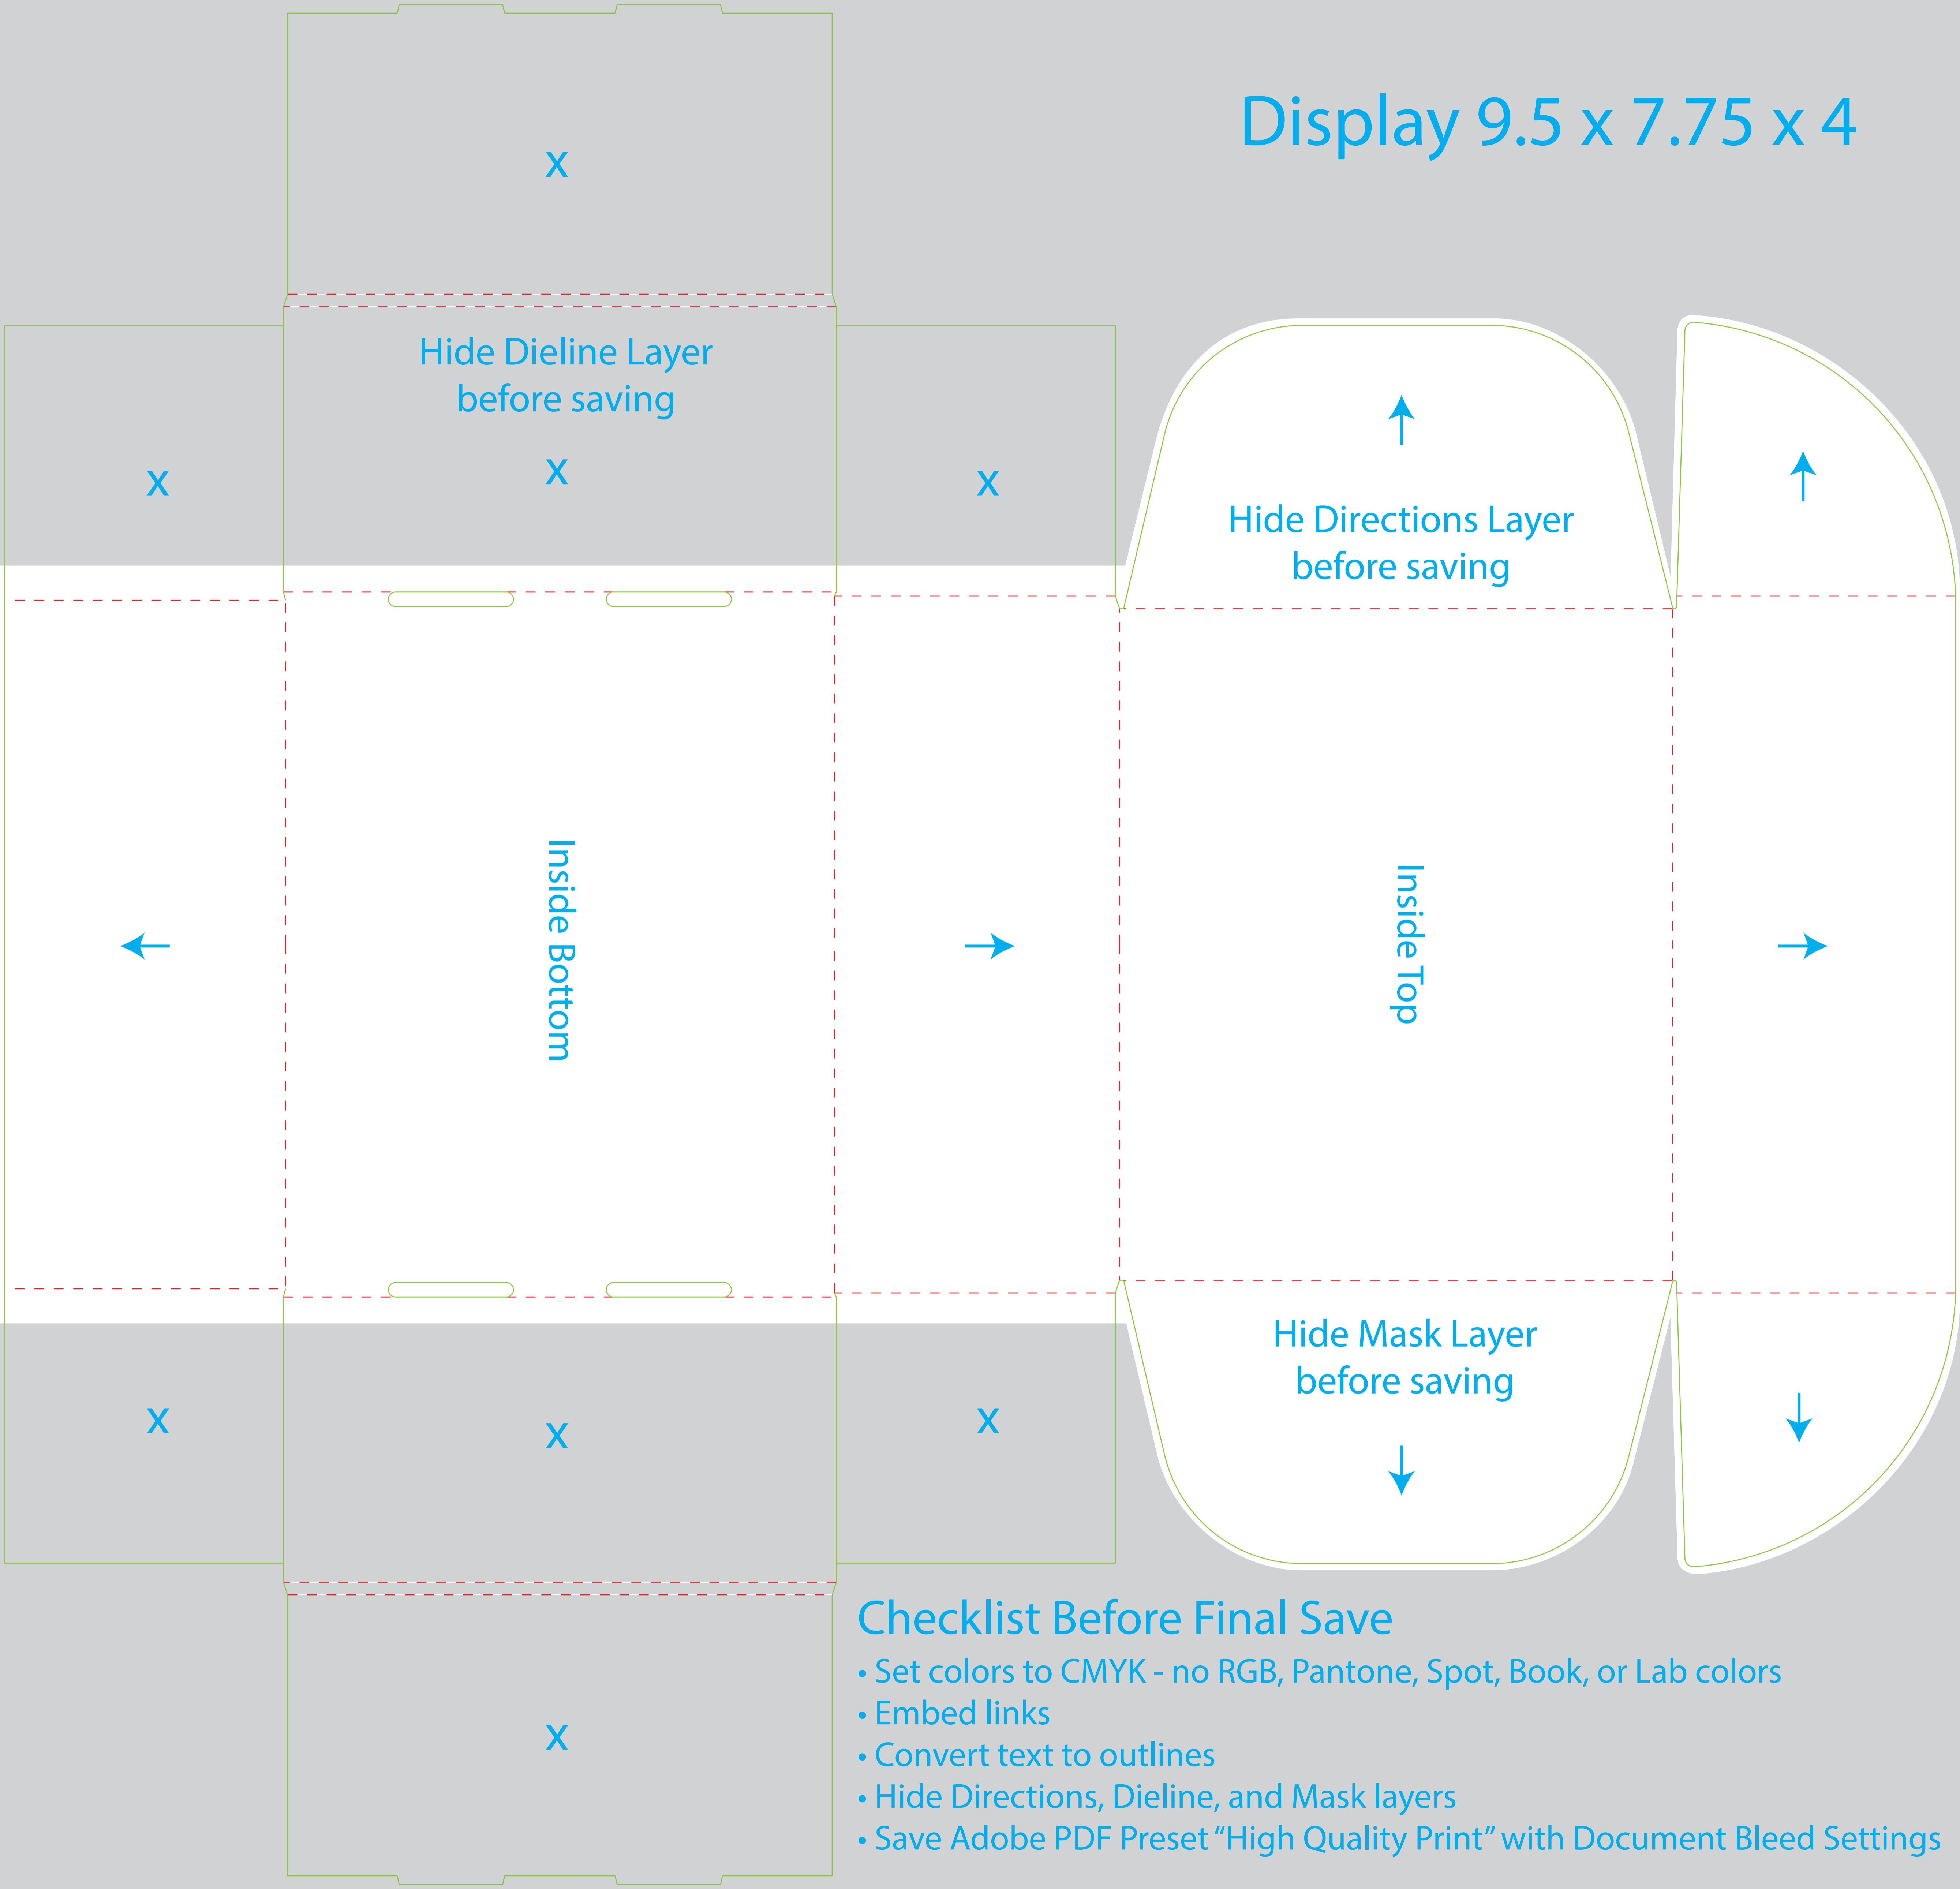 Display 9.5 x 7.75 x 4
x
Hide Dieline Layer
before saving
x
x
x
Hide Directions Layer
before saving
Inside Bottom
Inside Top
Hide Mask Layer
before saving
x
x
x
x
Checklist Before Final Save
• Set colors to CMYK - no RGB, Pantone, Spot, Book, or Lab colors
• Embed links
• Convert text to outlines
• Hide Directions, Dieline, and Mask layers
• Save Adobe PDF Preset “High Quality Print” with Document Bleed Settings